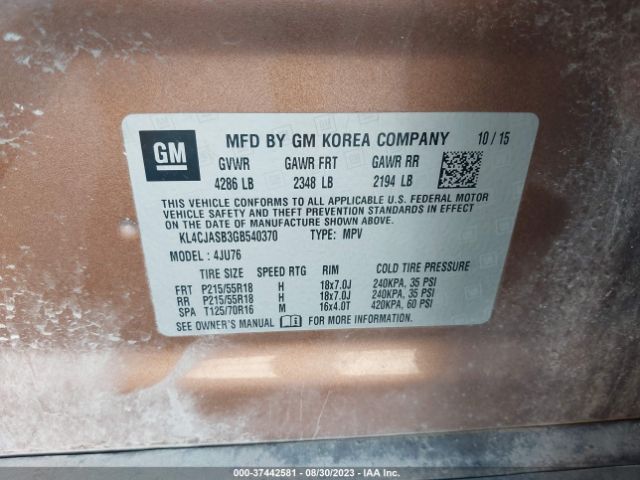 GM
MFD BY GM KOREA COMPANY 10/15
GVWR GAWR FRT GAWR RR
4286 LB 2348 LB 2194 LB
THIS VEHICLE CONFORMS TO ALL APPLICABLE U.S. FEDERAL MOTOR
VEHICLE SAFETY AND THEFT PREVENTION STANDARDS IN EFFECT
ON THE DATE OF MANUFACTURE SHOWN ABOVE.
KL4CJASB3GB540370 TYPE: MPV
MODEL: 4JU76
TIRE SIZE SPEED RTG RIM COLD TIRE PRESSURE
FRT P215/55R18 H 18x7.0J 240KPA, 35 PSI
RR P215/55R18 H 18x7.0J 240KPA, 35 PSI
SPA T125/70R16 M 16x4.0T 420KPA, 60 PSI
SEE OWNER'S MANUAL FOR MORE INFORMATION.
000-37442581 - 08/30/2023 - IAA Inc.